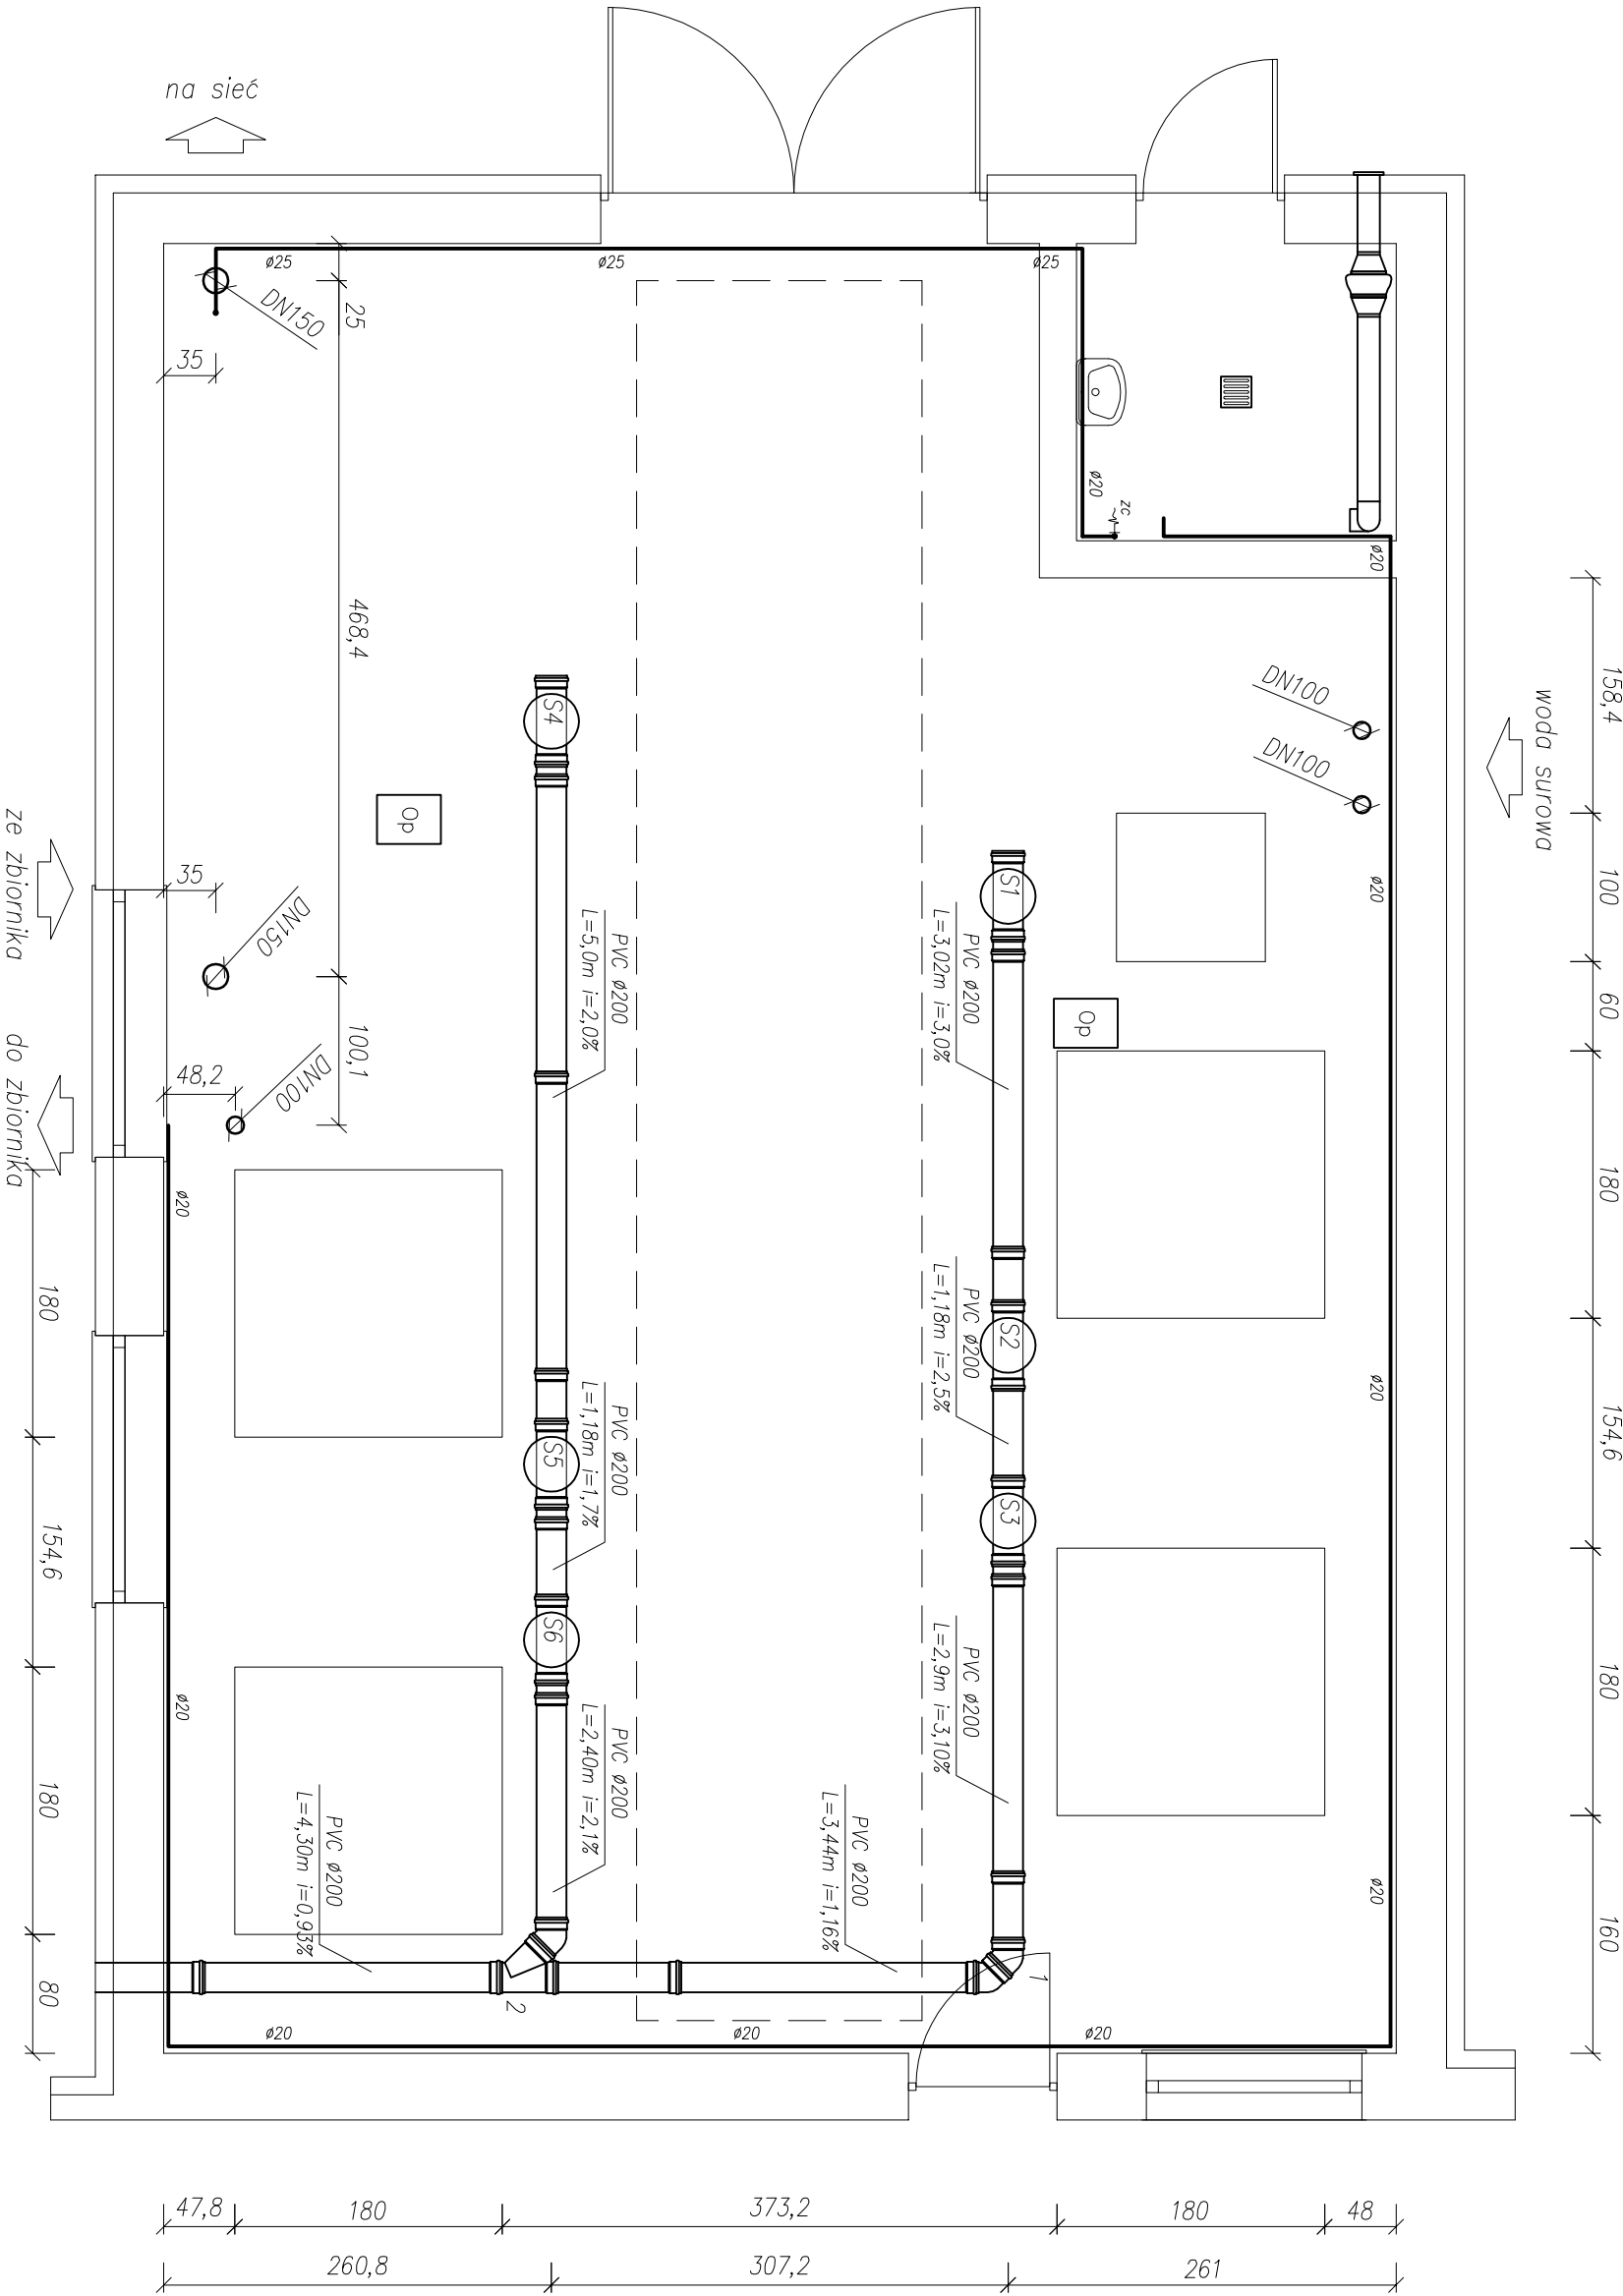 na sieć
ø25
ø25
ø25
DN150
25
35
ø20
zc
ø20
468,4
DN100
DN100
woda surowa
158,4
100
60
180
154,6
180
160
S4
Op
S1
ø20
35
DN150
PVC ø200
L=5,0m i=2,0%
PVC ø200
L=3,02m i=3,0%
Op
100,1
48,2
DN100
ze zbiornika
do zbiornika
ø20
180
154,6
180
80
PVC ø200
L=1,18m i=2,5%
S2
ø20
PVC ø200
L=1,18m i=1,7%
S5
S3
S6
ø20
PVC ø200
L=2,9m i=3,10%
PVC ø200
L=2,40m i=2,1%
PVC ø200
L=4,30m i=0,93%
PVC ø200
L=3,44m i=1,16%
ø20
1
2
ø20
ø20
ø20
47,8
180
373,2
180
48
260,8
307,2
261